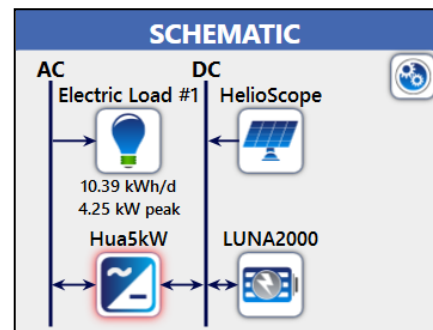 SCHEMATIC
AC DC
Electric Load #1 HelioScope
10.39 kWh/d
4.25 kW peak
Hua5kW LUNA2000